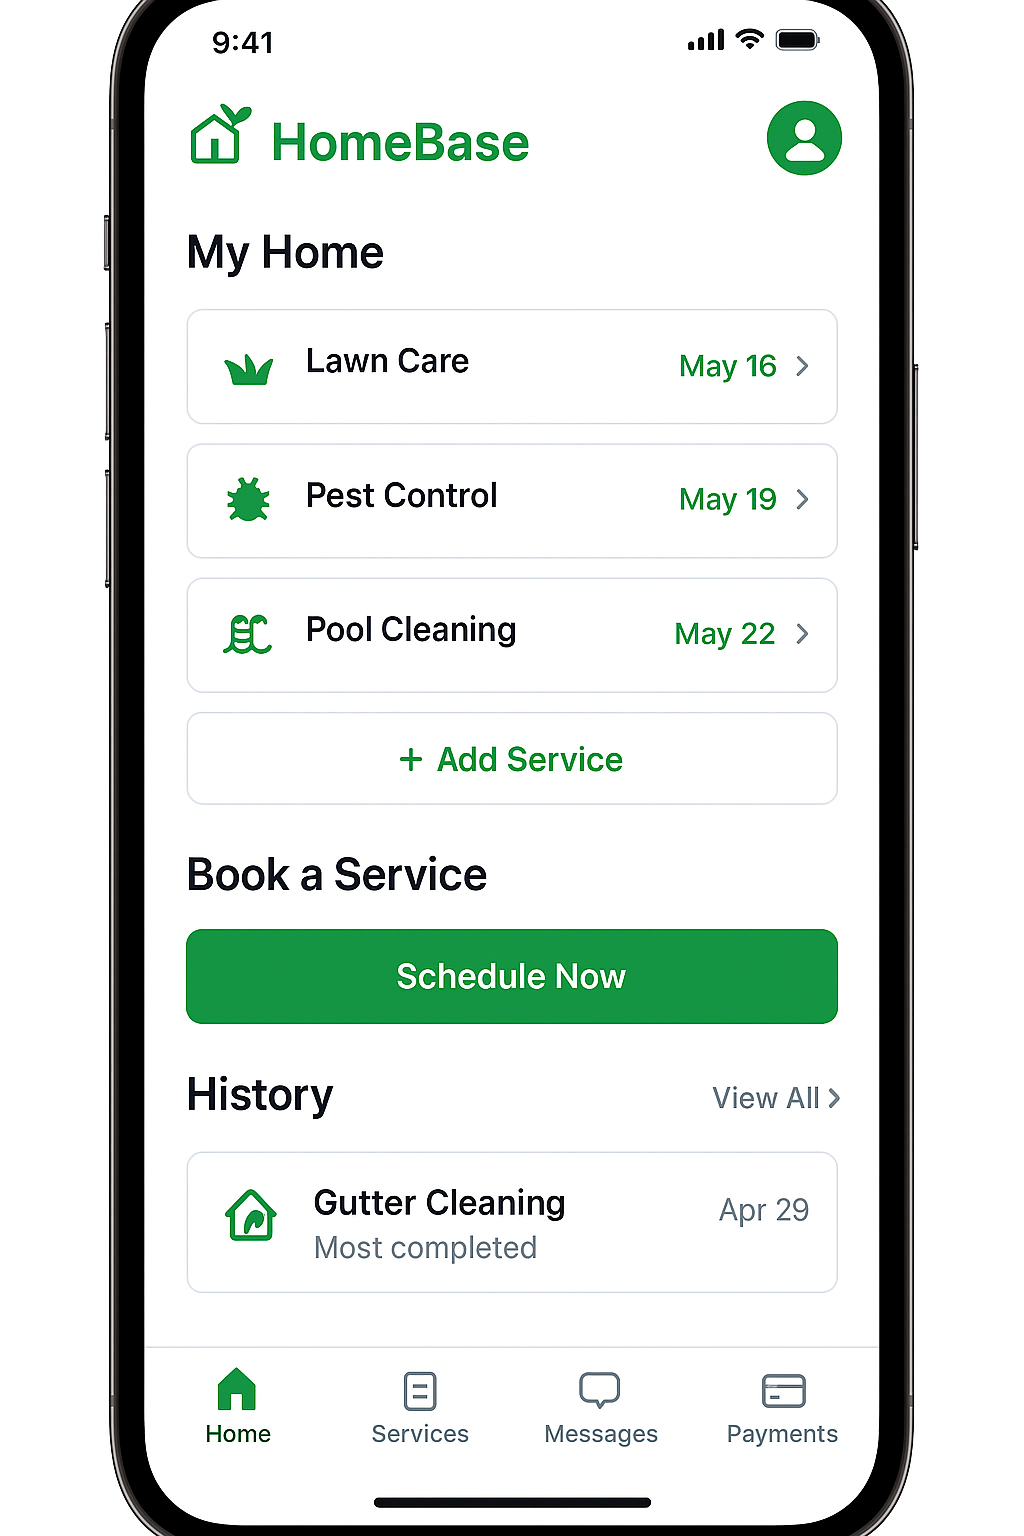 9:41
HomeBase
My Home
Lawn Care May 16
Pest Control May 19
Pool Cleaning May 22
+ Add Service
Book a Service
Schedule Now
History View All
Gutter Cleaning Apr 29
Most completed
Home Services Messages Payments